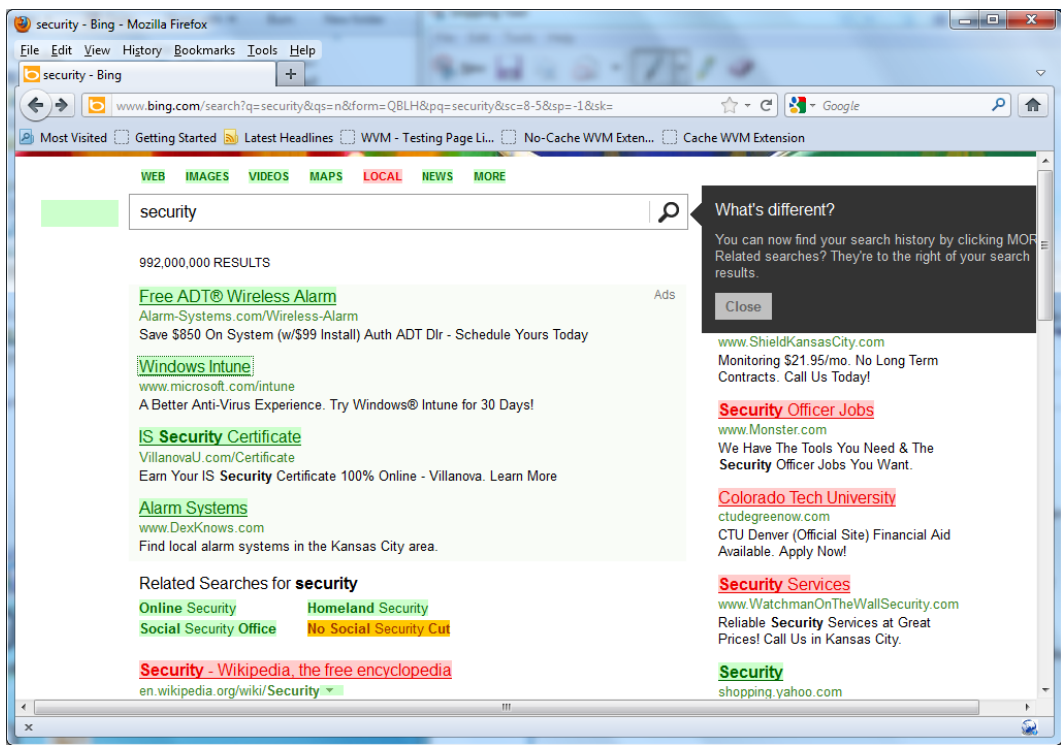 security - Bing - Mozilla Firefox
File Edit View History Bookmarks Tools Help
security - Bing
www.bing.com/search?q=security&qs=n&form=QBLH&pq=security&sc=8-5&sp=-1&sk=
Google
Most Visited Getting Started Latest Headlines WVM - Testing Page Li... No-Cache WVM Exten... Cache WVM Extension
WEB IMAGES VIDEOS MAPS LOCAL NEWS MORE
security
992,000,000 RESULTS
Free ADT® Wireless Alarm
Ads
Alarm-Systems.com/Wireless-Alarm
Save $850 On System (w/$99 Install) Auth ADT Dlr - Schedule Yours Today
Windows Intune
www.microsoft.com/intune
A Better Anti-Virus Experience. Try Windows® Intune for 30 Days!
IS Security Certificate
VillanovaU.com/Certificate
Earn Your IS Security Certificate 100% Online - Villanova. Learn More
Alarm Systems
www.DexKnows.com
Find local alarm systems in the Kansas City area.
Related Searches for security
Online Security Homeland Security
Social Security Office No Social Security Cut
Security - Wikipedia, the free encyclopedia
en.wikipedia.org/wiki/Security
What's different?
You can now find your search history by clicking MOR
Related searches? They're to the right of your search
results.
Close
www.ShieldKansasCity.com
Monitoring $21.95/mo. No Long Term
Contracts. Call Us Today!
Security Officer Jobs
www.Monster.com
We Have The Tools You Need & The
Security Officer Jobs You Want.
Colorado Tech University
ctudegreenow.com
CTU Denver (Official Site) Financial Aid
Available. Apply Now!
Security Services
www.WatchmanOnTheWallSecurity.com
Reliable Security Services at Great
Prices! Call Us in Kansas City.
Security
shopping.yahoo.com